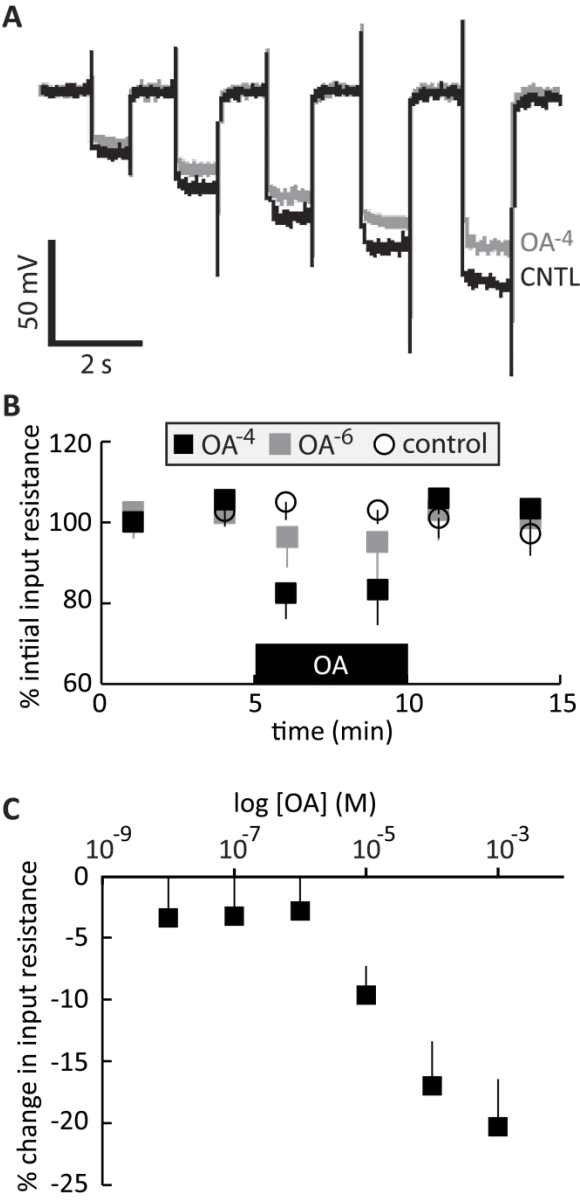 A
OA-4
CNTL
50 mV
2 s
B
OA-4 OA-6 control
% intiial input resistance
120
100
80
60
OA
0 5 10 15
time (min)
C
log [OA] (M)
10-9 10-7 10-5 10-3
% change in input resistance
0
-5
-10
-15
-20
-25